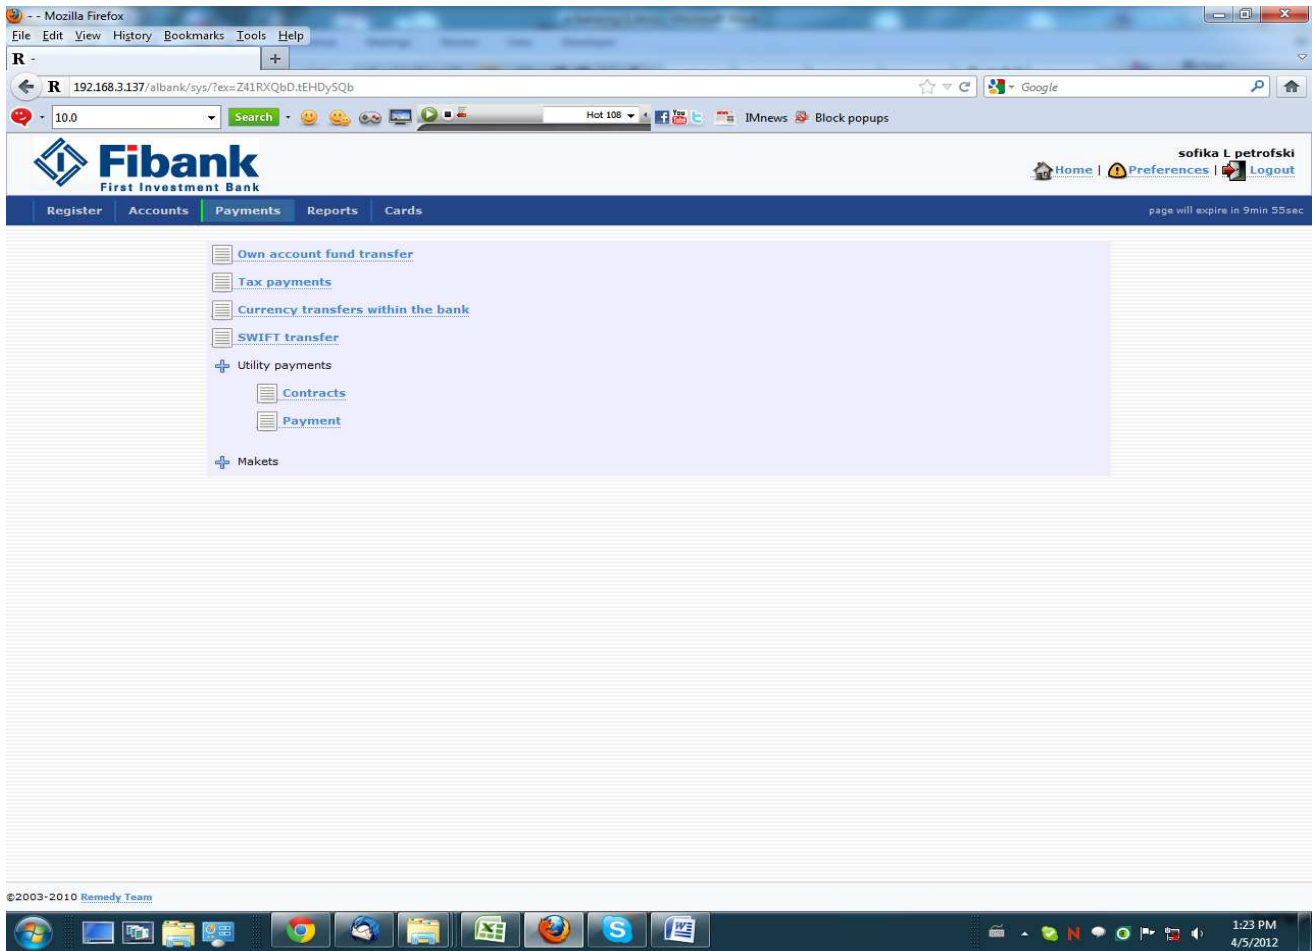 - - Mozilla Firefox
File Edit View History Bookmarks Tools Help
R -
+
R 192.168.3.137/albank/sys/?ex=Z41RXQbD.tEHDySQb
Google
10.0 Search Hot 108 You IMnews Block popups
Fibank
First Investment Bank
sofika L petrofski
Home | Preferences | Logout
Register Accounts Payments Reports Cards page will expire in 9min 55sec
Own account fund transfer
Tax payments
Currency transfers within the bank
SWIFT transfer
Utility payments
Contracts
Payment
Makets
©2003-2010 Remedy Team
1:23 PM
4/5/2012